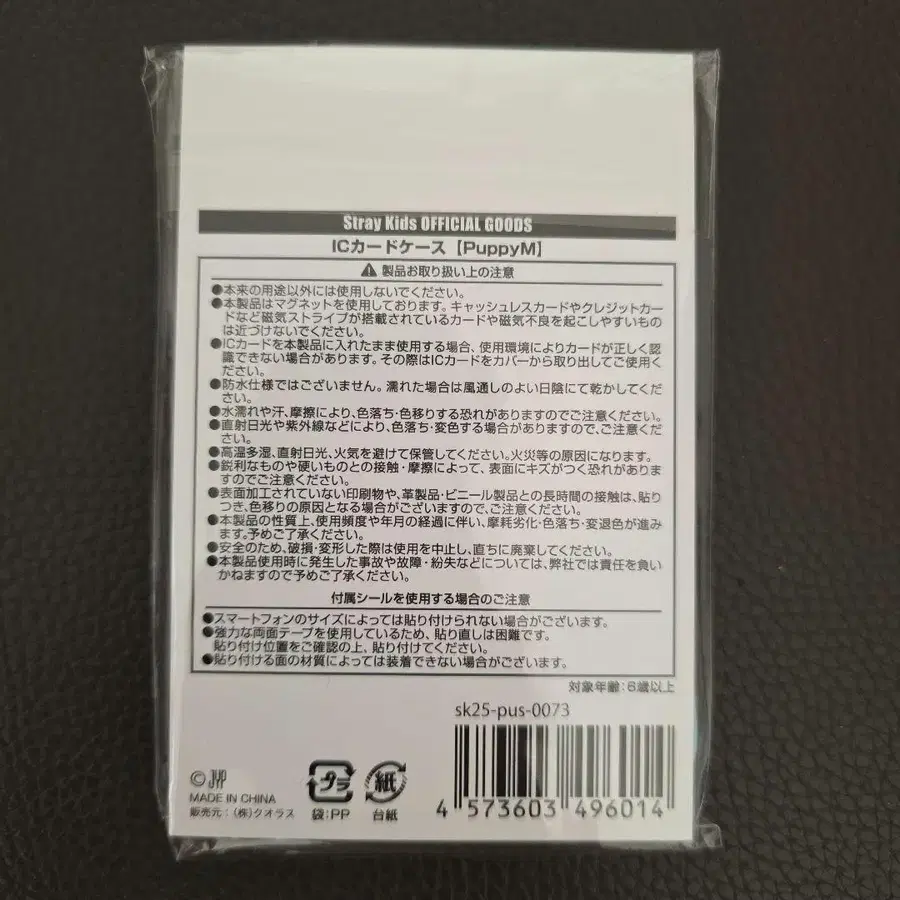 Stray Kids OFFICIAL GOODS
ICカードケース【PuppyM】
⚠ 製品お取り扱い上の注意
●本来の用途以外には使用しないでください。
●本製品はマグネットを使用しております。キャッシュレスカードやクレジットカー
ドなど磁気ストライプが搭載されているカードや磁気不良を起こしやすいもの
は近づけないでください。
●ICカードを本製品に入れたまま使用する場合、使用環境によりカードが正しく認
識できない場合があります。その際はICカードをカバーから取り出してご使用く
ださい。
●防水仕様ではございません。濡れた場合は風通しのよい日陰にて乾かしてくだ
さい。
●水濡れや汗、摩擦により、色落ち・色移りする恐れがありますのでご注意ください。
●直射日光や紫外線などにより、色落ち・変色する場合がありますので、ご注意くだ
さい。
●高温多湿、直射日光、火気を避けて保管してください。火災等の原因になります。
●鋭利なものや硬いものとの接触・摩擦によって、表面にキズがつく恐れがありま
すのでご注意ください。
●表面加工されていない印刷物や、革製品・ビニール製品との長時間の接触は、貼り
つき、色移りの原因となる場合がございますので、ご注意ください。
●本製品の性質上、使用頻度や年月の経過に伴い、摩耗劣化・色落ち・変退色が進み
ます。予めご了承ください。
●安全のため、破損・変形した際は使用を中止し、直ちに廃棄してください。
●本製品使用時に発生した事故や故障・紛失などについては、弊社では責任を負い
かねますので予めご了承ください。
付属シールを使用する場合のご注意
●スマートフォンのサイズによっては貼り付けられない場合がございます。
●強力な両面テープを使用しているため、貼り直しは困難です。
貼り付け位置をご確認の上、貼り付けてください。
●貼り付ける面の材質によっては装着できない場合がございます。
対象年齢:6歳以上
sk25-pus-0073
© JYP
MADE IN CHINA
販売元:(株)クオラス
プラ
袋:PP
紙
台紙
4 573603 496014